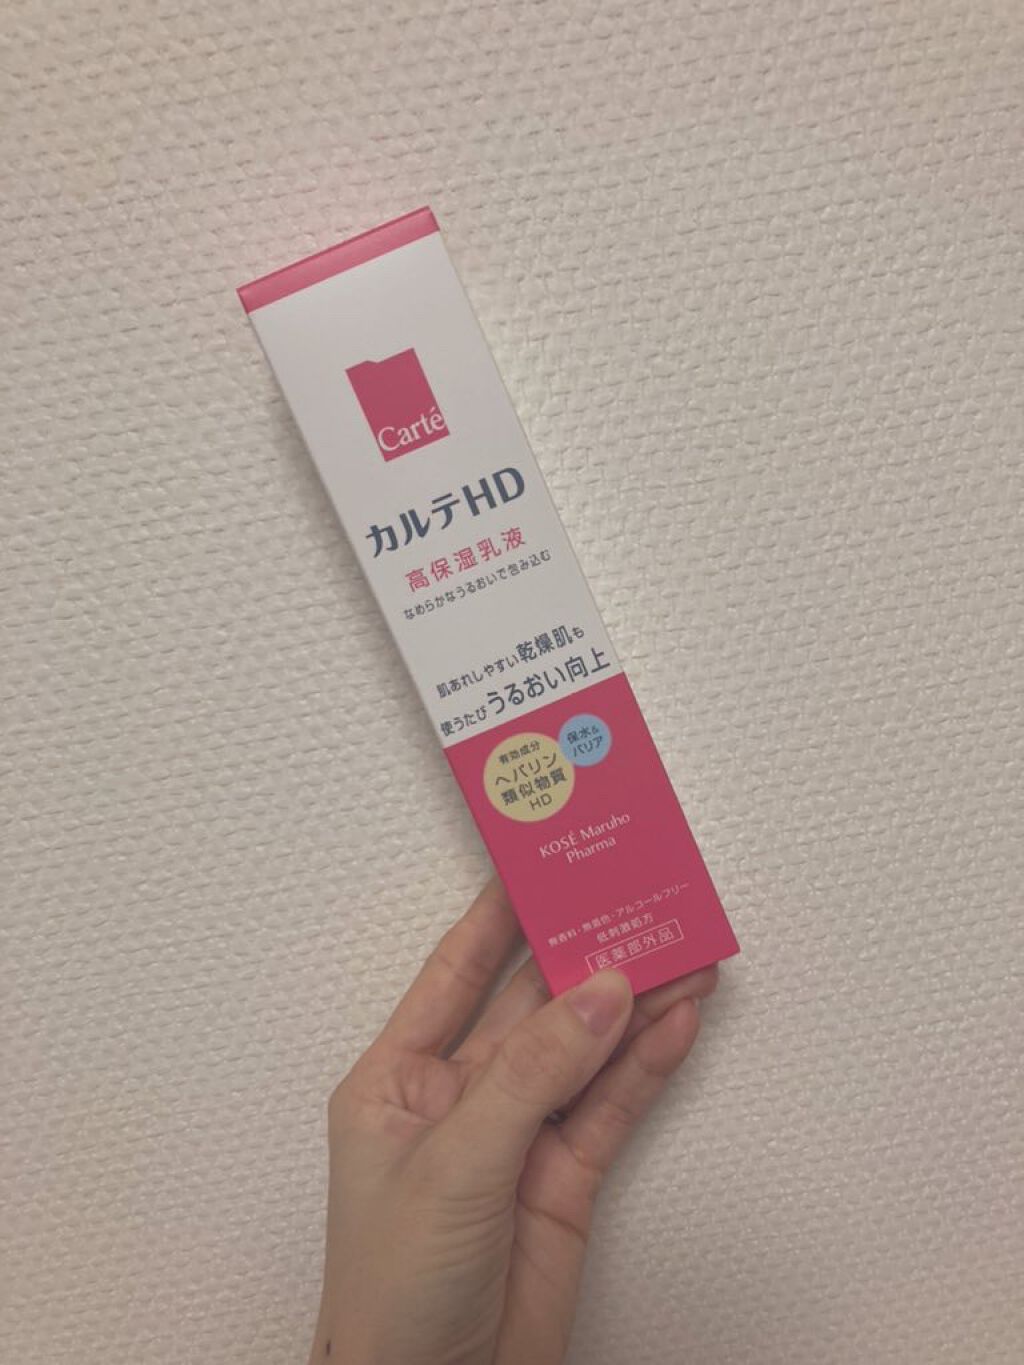 Carté
カルテHD
高保湿乳液
なめらかなうるおいで包み込む
肌あれしやすい乾燥肌も
使うたびうるおい向上
保水&
バリア
有効成分
ヘパリン
類似物質
HD
KOSÉ Maruho
Pharma
無香料・無着色・アルコールフリー
低刺激処方
医薬部外品